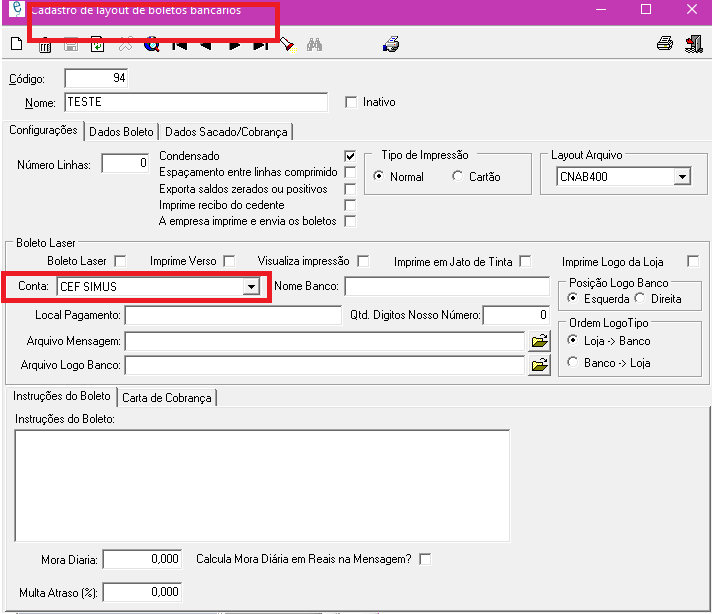 Cadastro de layout de boletos bancários
Código: 94
Nome: TESTE Inativo
Configurações Dados Boleto Dados Sacado/Cobrança
Número Linhas: 0
Condensado
Espaçamento entre linhas comprimido
Exporta saldos zerados ou positivos
Imprime recibo do cedente
A empresa imprime e envia os boletos
Tipo de Impressão
Normal Cartão
Layout Arquivo
CNAB400
Boleto Laser
Boleto Laser Imprime Verso Visualiza impressão Imprime em Jato de Tinta Imprime Logo da Loja
Conta: CEF SIMUS Nome Banco:
Local Pagamento: Qtd. Digitos Nosso Número: 0
Arquivo Mensagem:
Arquivo Logo Banco:
Posição Logo Banco
Esquerda Direita
Ordem LogoTipo
Loja -> Banco
Banco -> Loja
Instruções do Boleto Carta de Cobrança
Instruções do Boleto:
Mora Diaria: 0,000 Calcula Mora Diária em Reais na Mensagem?
Multa Atraso (%): 0,000